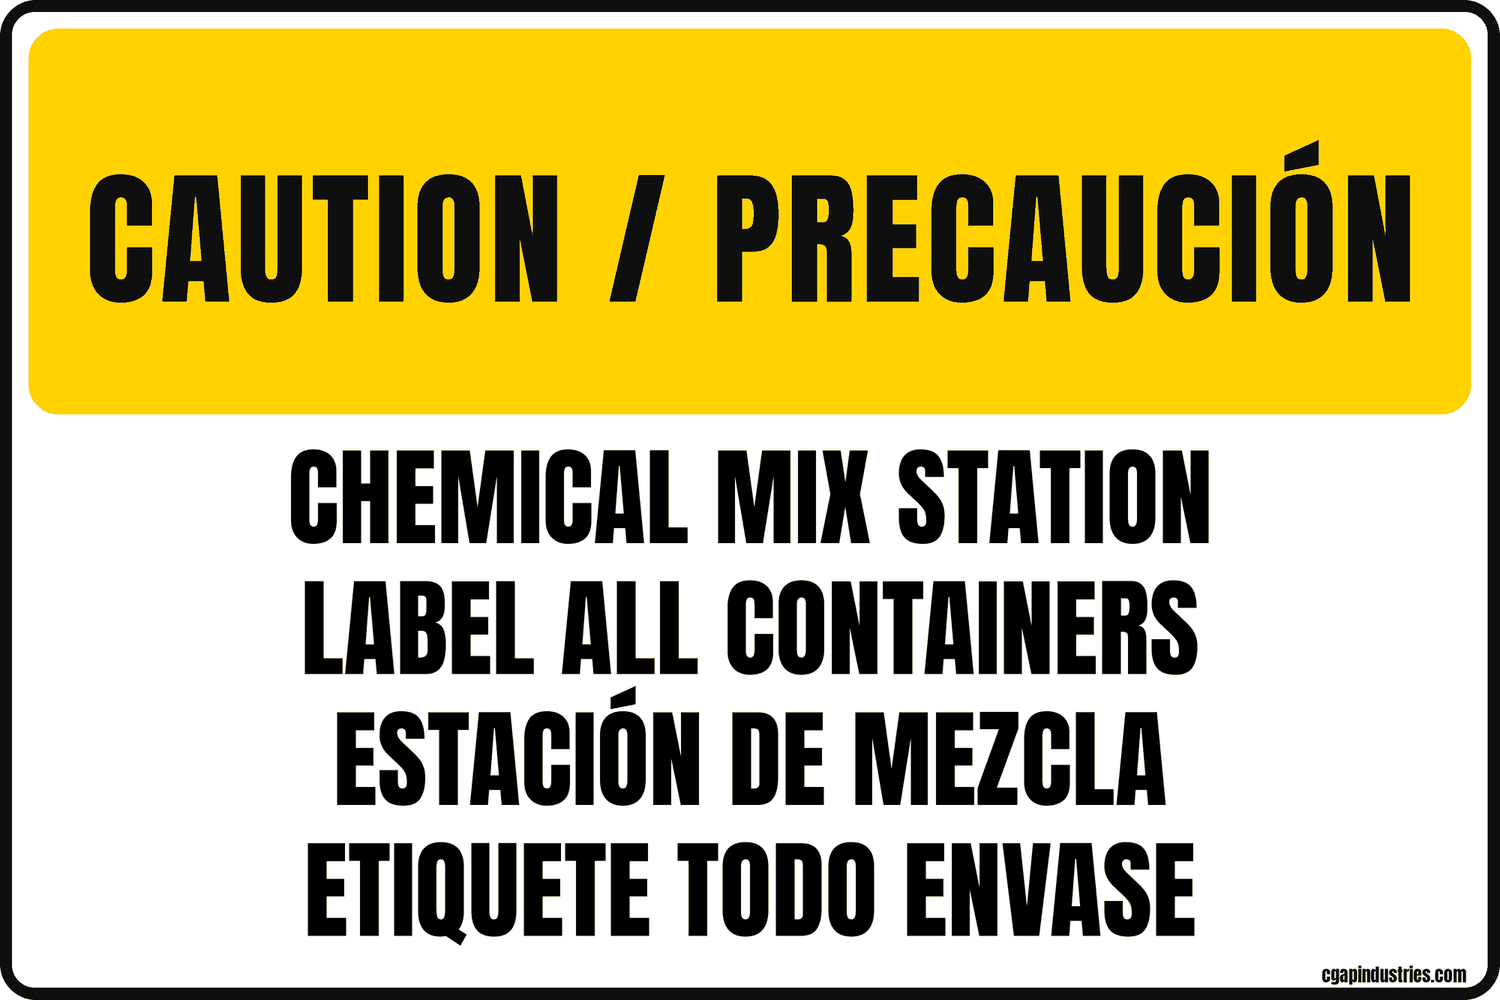 CAUTION / PRECAUCIÓN
CHEMICAL MIX STATION
LABEL ALL CONTAINERS
ESTACIÓN DE MEZCLA
ETIQUETE TODO ENVASE
cgapindustries.com